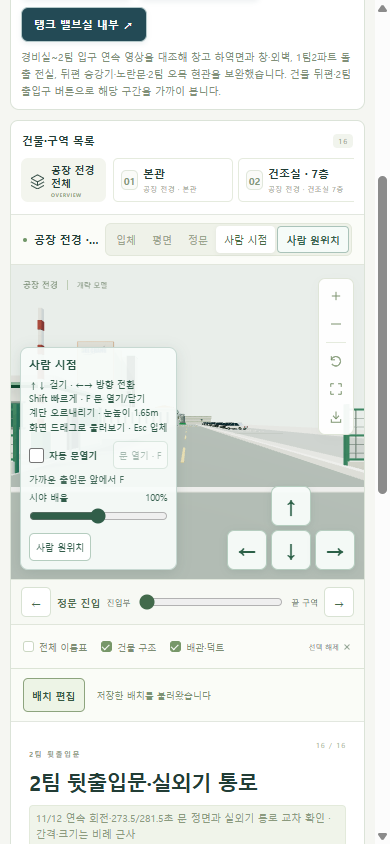 탱크 밸브실 내부 ↗
경비실~2팀 입구 연속 영상을 대조해 창고 하역면과 창·외벽, 1팀2파트 돌
출 전실, 뒤편 승강기·노란문·2팀 오목 현관을 보완했습니다. 건물 뒤편·2팀
출입구 버튼으로 해당 구간을 가까이 봅니다.
건물·구역 목록
16
공장 전경
전체
OVERVIEW
01
본관
공장 전경 · 본관
02
건조실 · 7층
공장 전경 · 건조실 · 7층
공장 전경 ·...
입체
평면
정문
사람 시점
사람 원위치
공장 전경
개략 모델
사람 시점
↑↓ 걷기 · ←→ 방향 전환
Shift 빠르게 · F 문 열기/닫기
계단 오르내리기 · 눈높이 1.65m
화면 드래그로 둘러보기 · Esc 입체
자동 문열기
문 열기 · F
가까운 출입문 앞에서 F
시야 배율
100%
사람 원위치
↑
← ↓ →
←
정문 진입
진입부
끝 구역
→
전체 이름표
건물 구조
배관·덕트
선택 해제 ✕
배치 편집
저장한 배치를 불러왔습니다
16 / 16
2팀 뒷출입문
2팀 뒷출입문·실외기 통로
11/12 연속 회전·273.5/281.5초 문 정면과 실외기 통로 교차 확인 ·
간격·크기는 비례 근사